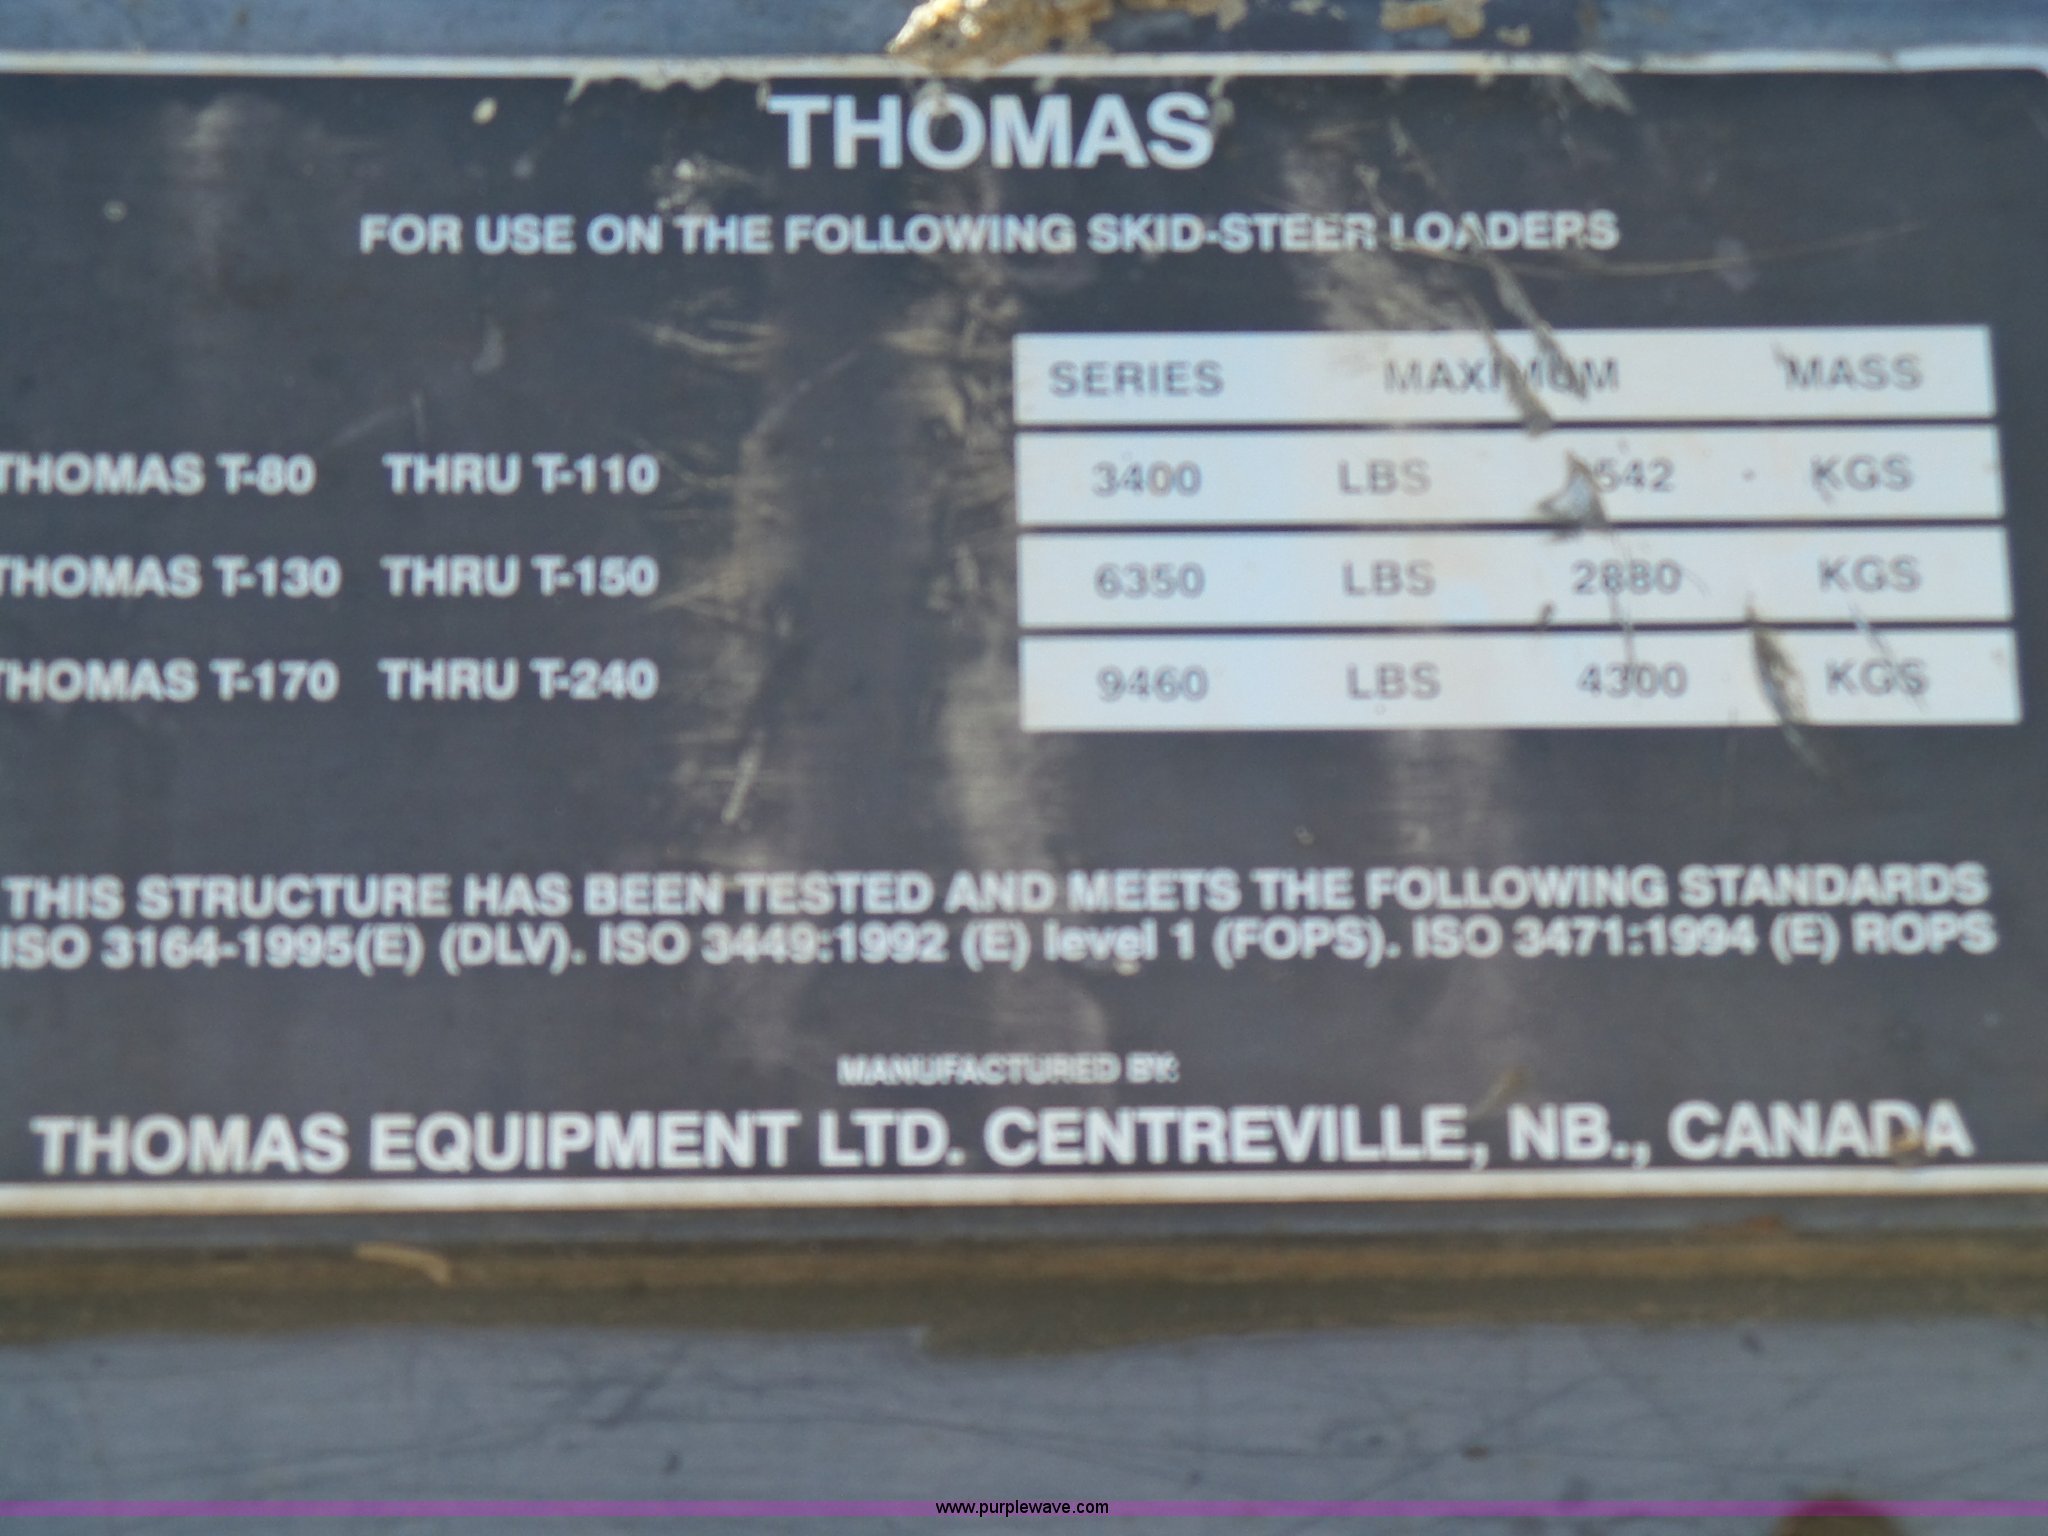 THOMAS
FOR USE ON THE FOLLOWING SKID-STEER LOADERS
SERIES MAXIMUM MASS
THOMAS T-80 THRU T-110 3400 LBS KGS
THOMAS T-130 THRU T-150 6350 LBS 2880 KGS
THOMAS T-170 THRU T-240 9460 LBS 4300 KGS
THIS STRUCTURE HAS BEEN TESTED AND MEETS THE FOLLOWING STANDARDS
ISO 3164-1995(E) (DLV). ISO 3449:1992 (E) level 1 (FOPS). ISO 3471:1994 (E) ROPS
MANUFACTURED BY:
THOMAS EQUIPMENT LTD. CENTREVILLE, NB., CANADA
www.purplewave.com